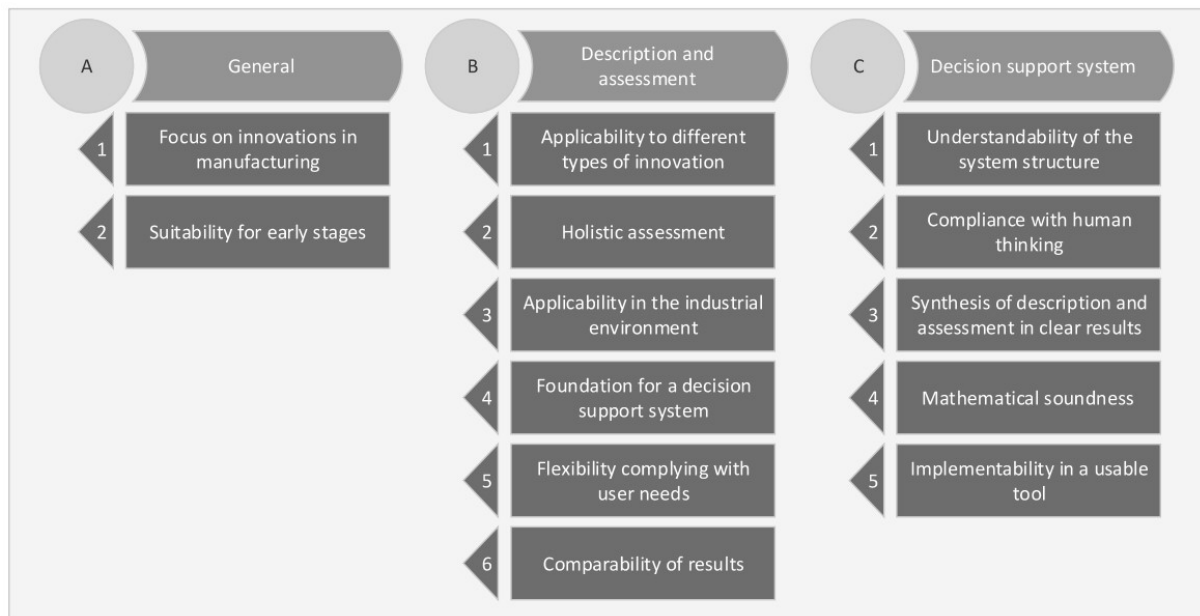 A
General
1
Focus on innovations in
manufacturing
2
Suitability for early stages
B
Description and
assessment
1
Applicability to different
types of innovation
2
Holistic assessment
3
Applicability in the industrial
environment
4
Foundation for a decision
support system
5
Flexibility complying with
user needs
6
Comparability of results
C
Decision support system
1
Understandability of the
system structure
2
Compliance with human
thinking
3
Synthesis of description and
assessment in clear results
4
Mathematical soundness
5
Implementability in a usable
tool